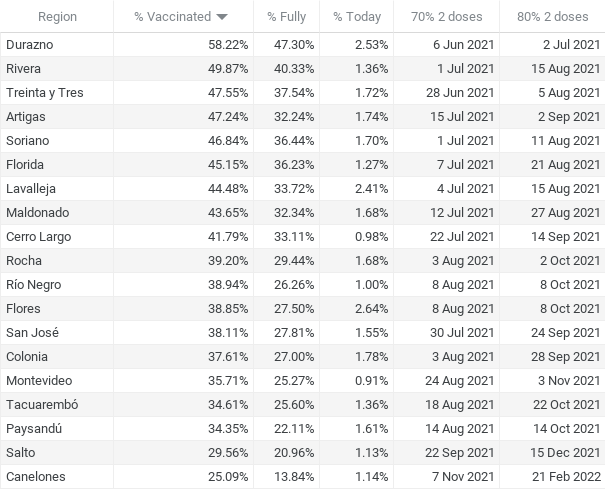 Region % Vaccinated % Fully % Today 70% 2 doses 80% 2 doses
Durazno 58.22% 47.30% 2.53% 6 Jun 2021 2 Jul 2021
Rivera 49.87% 40.33% 1.36% 1 Jul 2021 15 Aug 2021
Treinta y Tres 47.55% 37.54% 1.72% 28 Jun 2021 5 Aug 2021
Artigas 47.24% 32.24% 1.74% 15 Jul 2021 2 Sep 2021
Soriano 46.84% 36.44% 1.70% 1 Jul 2021 11 Aug 2021
Florida 45.15% 36.23% 1.27% 7 Jul 2021 21 Aug 2021
Lavalleja 44.48% 33.72% 2.41% 4 Jul 2021 15 Aug 2021
Maldonado 43.65% 32.34% 1.68% 12 Jul 2021 27 Aug 2021
Cerro Largo 41.79% 33.11% 0.98% 22 Jul 2021 14 Sep 2021
Rocha 39.20% 29.44% 1.68% 3 Aug 2021 2 Oct 2021
Río Negro 38.94% 26.26% 1.00% 8 Aug 2021 8 Oct 2021
Flores 38.85% 27.50% 2.64% 8 Aug 2021 8 Oct 2021
San José 38.11% 27.81% 1.55% 30 Jul 2021 24 Sep 2021
Colonia 37.61% 27.00% 1.78% 3 Aug 2021 28 Sep 2021
Montevideo 35.71% 25.27% 0.91% 24 Aug 2021 3 Nov 2021
Tacuarembó 34.61% 25.60% 1.36% 18 Aug 2021 22 Oct 2021
Paysandú 34.35% 22.11% 1.61% 14 Aug 2021 14 Oct 2021
Salto 29.56% 20.96% 1.13% 22 Sep 2021 15 Dec 2021
Canelones 25.09% 13.84% 1.14% 7 Nov 2021 21 Feb 2022